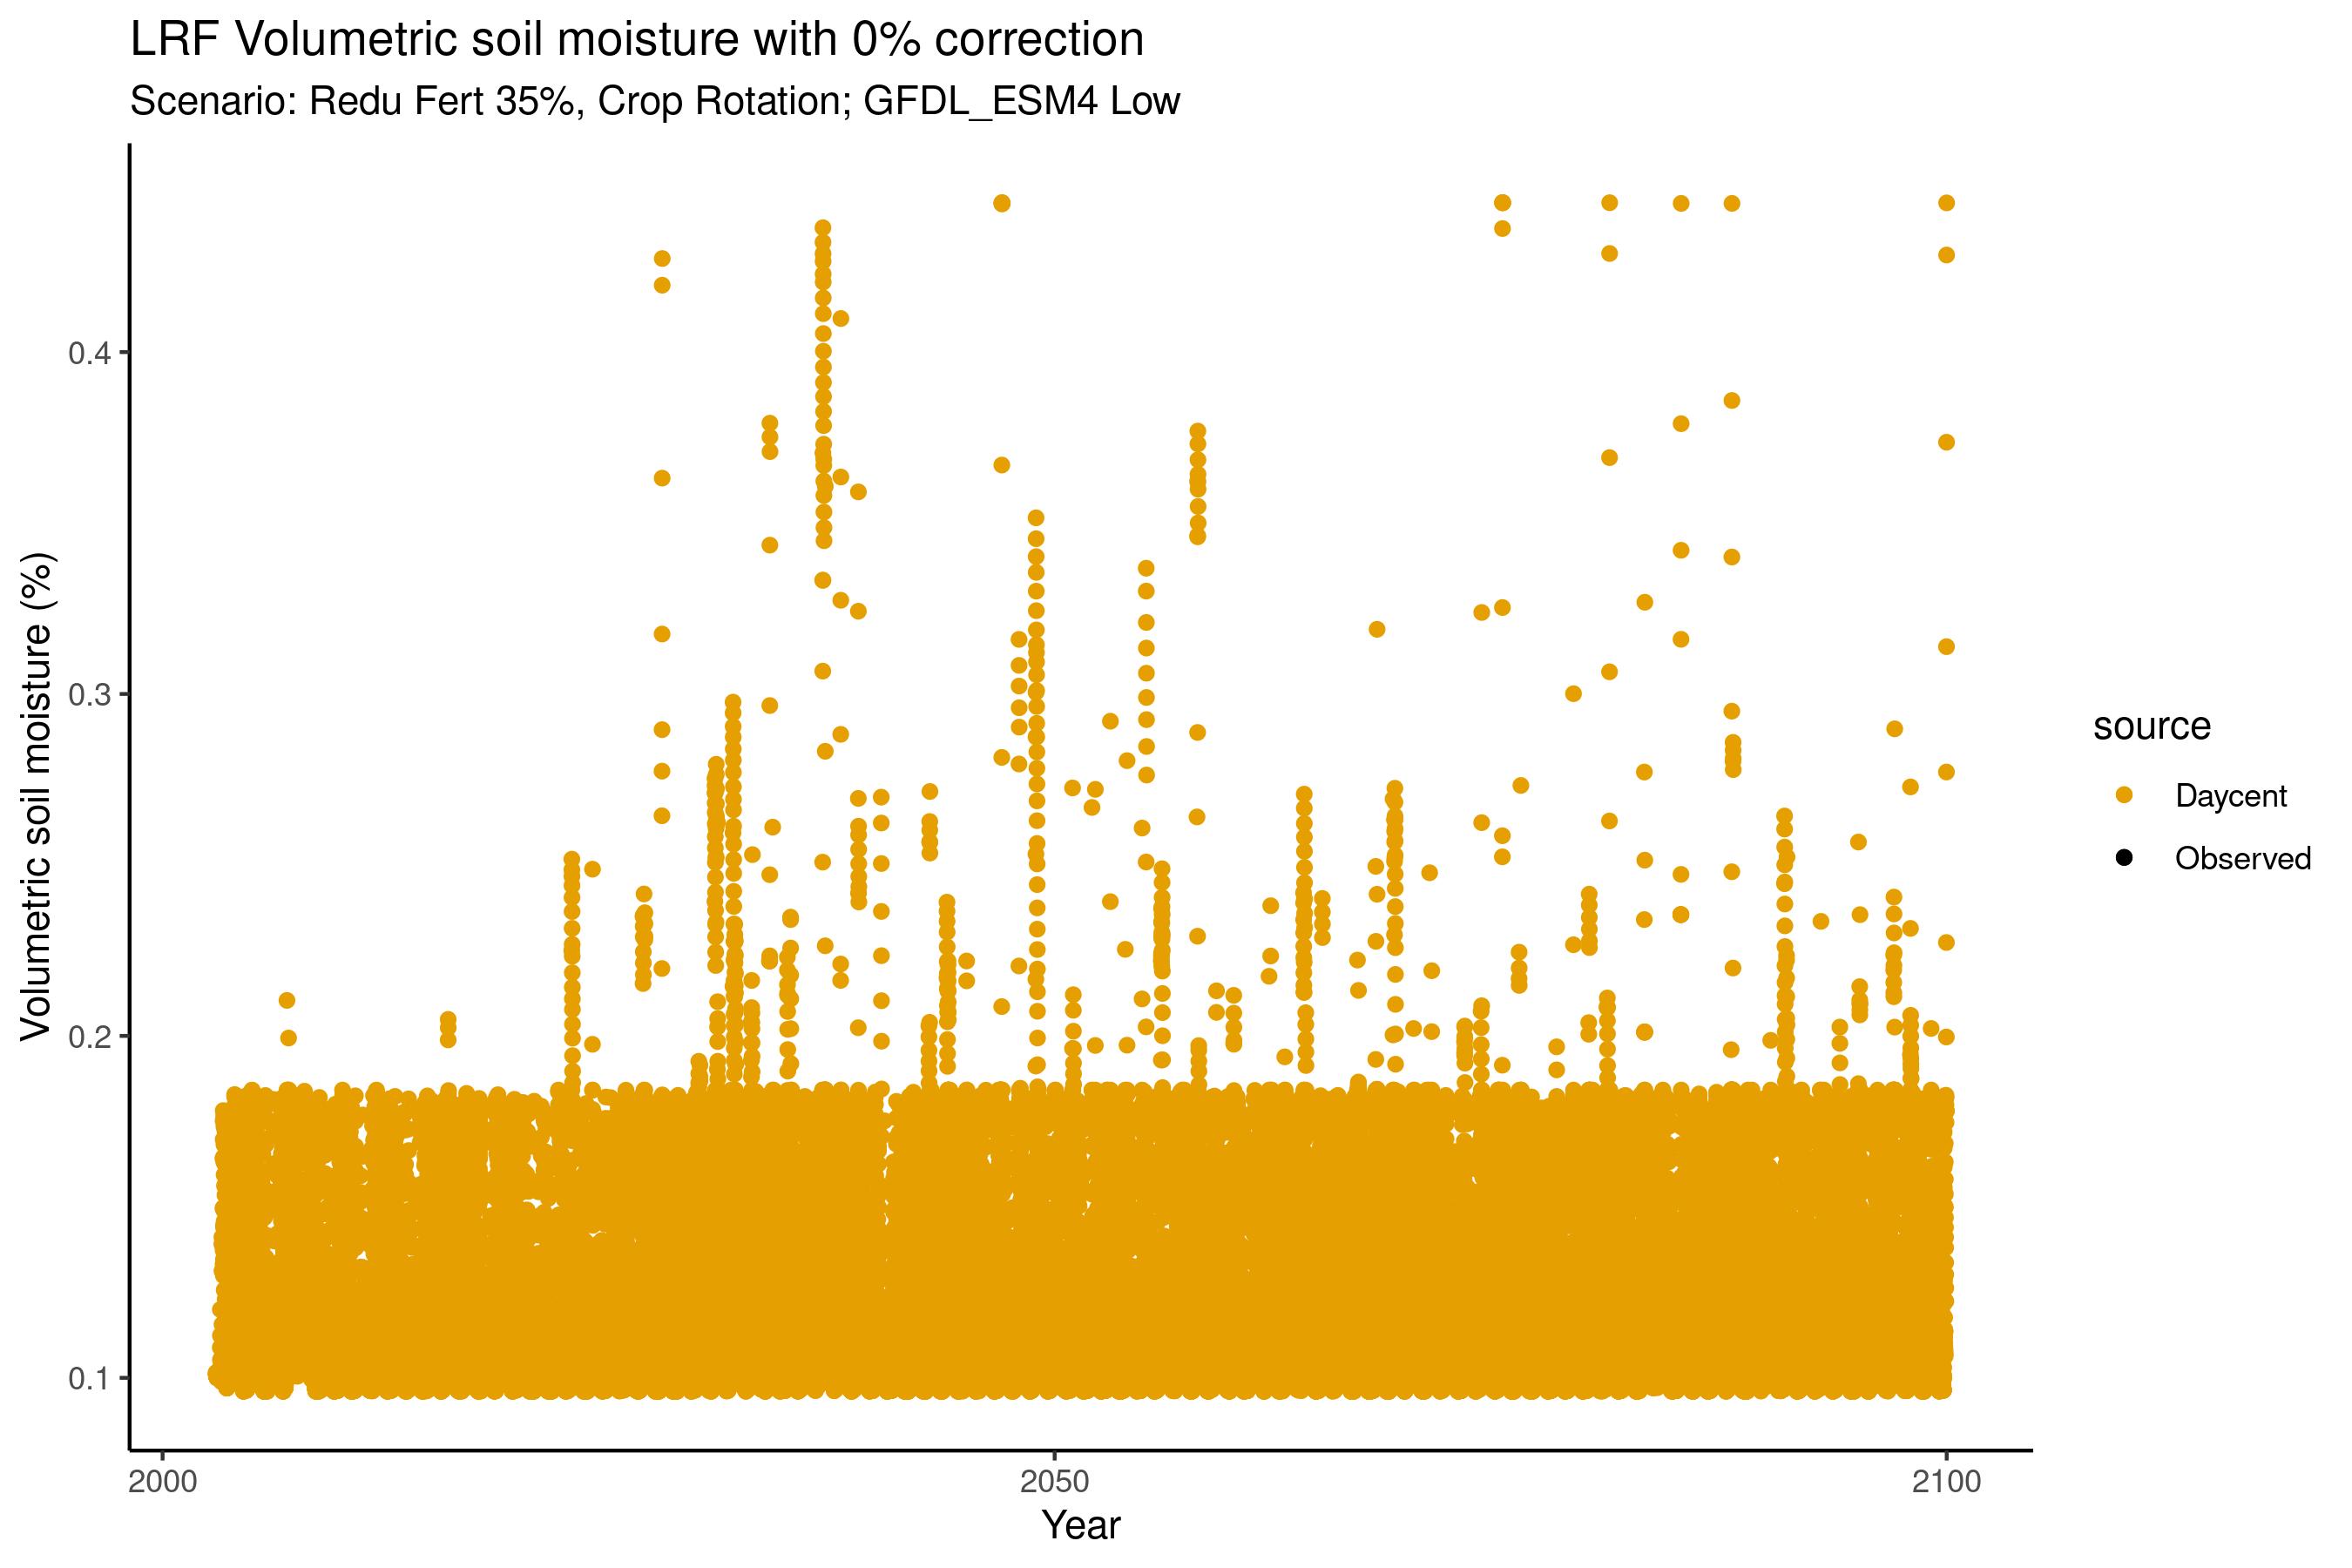 LRF Volumetric soil moisture with 0% correction
Scenario: Redu Fert 35%, Crop Rotation; GFDL_ESM4 Low
Volumetric soil moisture (%)
0.4
0.3
0.2
0.1
2000
2050
2100
Year
source
Daycent
Observed